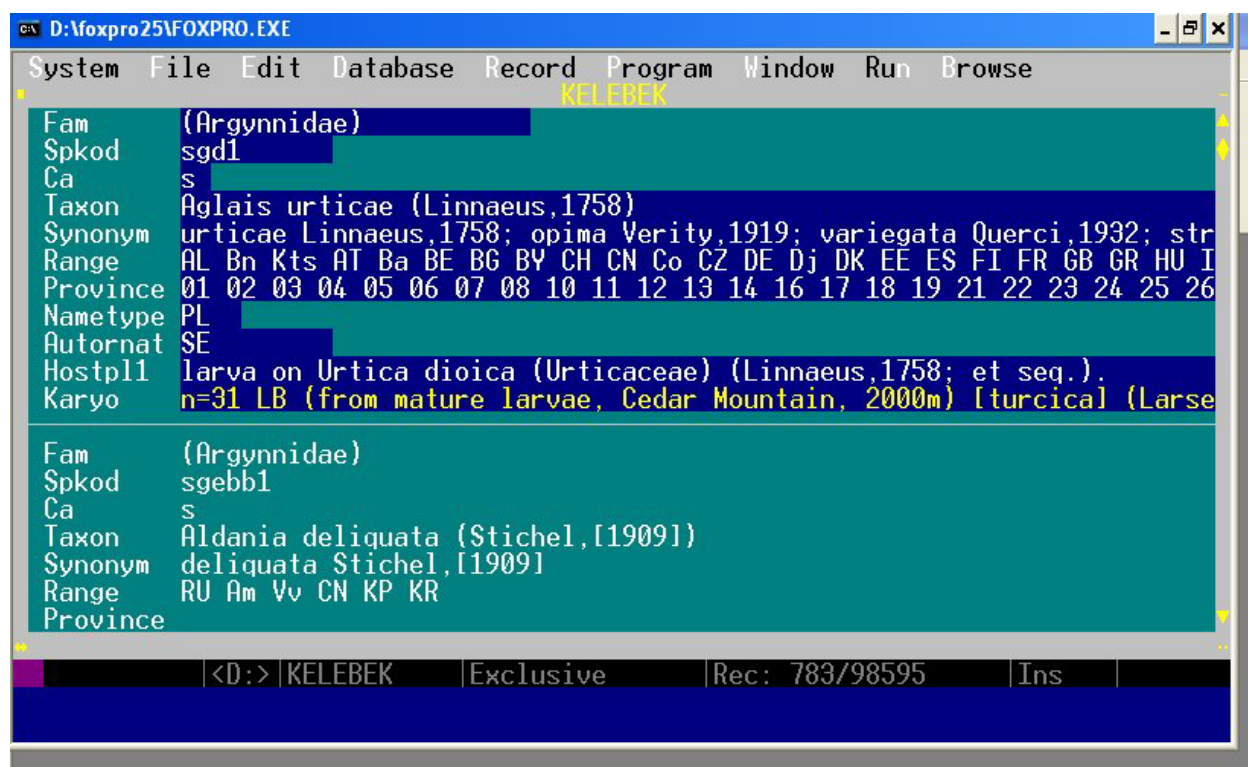 D:\foxpro25\FOXPRO.EXE
System File Edit Database Record Program Window Run Browse
KELEBEK
Fam (Argynnidae)
Spkod sgd1
Ca s
Taxon Aglais urticae (Linnaeus,1758)
Synonym urticae Linnaeus,1758; opima Verity,1919; variegata Querci,1932; str
Range AL Bn Kts AT Ba BE BG BY CH CN Co CZ DE Dj DK EE ES FI FR GB GR HU I
Province 01 02 03 04 05 06 07 08 10 11 12 13 14 16 17 18 19 21 22 23 24 25 26
Nametype PL
Autornat SE
Hostpl1 larva on Urtica dioica (Urticaceae) (Linnaeus,1758; et seq.).
Karyo n=31 LB (from mature larvae, Cedar Mountain, 2000m) [turcica] (Larse
Fam (Argynnidae)
Spkod sgebb1
Ca s
Taxon Aldania deliquata (Stichel,[1909])
Synonym deliquata Stichel,[1909]
Range RU Am Vv CN KP KR
Province
<D:> KELEBEK Exclusive Rec: 783/98595 Ins